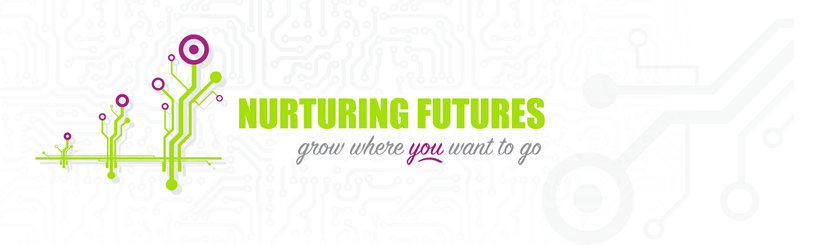 NURTURING FUTURES
grow where you want to go